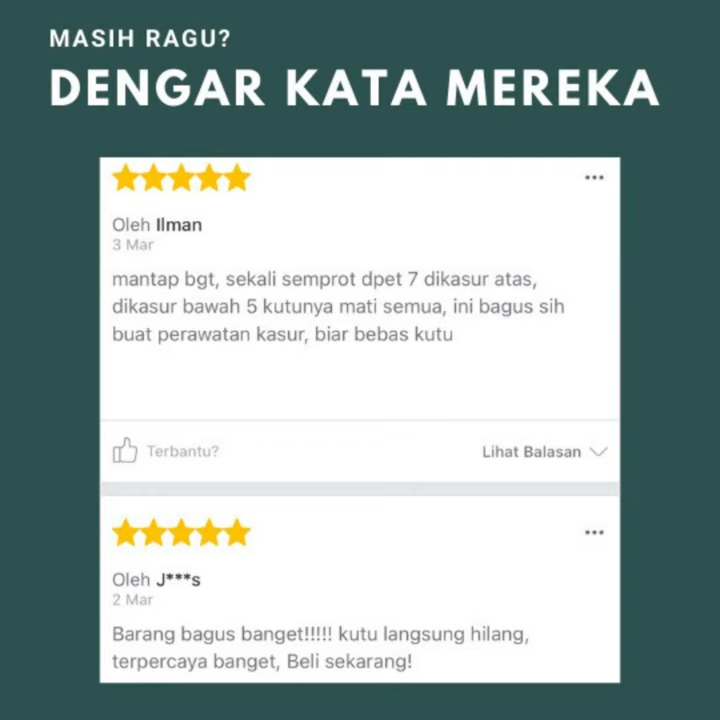 MASIH RAGU?
DENGAR KATA MEREKA
Oleh Ilman
3 Mar
mantap bgt, sekali semprot dpet 7 dikasur atas,
dikasur bawah 5 kutunya mati semua, ini bagus sih
buat perawatan kasur, biar bebas kutu
Terbantu?
Lihat Balasan
Oleh J***s
2 Mar
Barang bagus banget!!!!! kutu langsung hilang,
terpercaya banget, Beli sekarang!